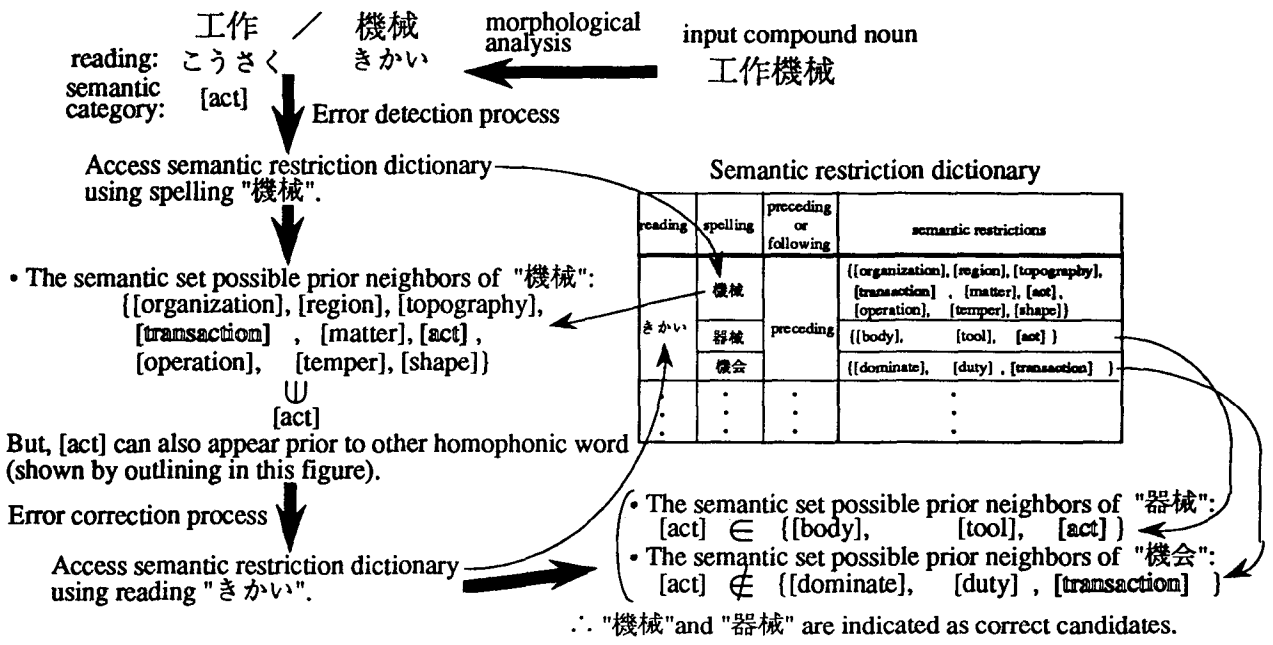 工作 / 機械
reading: こうさく きかい
semantic category: [act]
morphological analysis
input compound noun
工作機械
Error detection process
Access semantic restriction dictionary
using spelling "機械".
• The semantic set possible prior neighbors of "機械":
{[organization], [region], [topography],
[transaction] , [matter], [act] ,
[operation], [temper], [shape]}
∈
[act]
But, [act] can also appear prior to other homophonic word
(shown by outlining in this figure).
Error correction process
Access semantic restriction dictionary
using reading "きかい".
Semantic restriction dictionary
reading spelling preceding or following semantic restrictions
きかい 機械 preceding {[organization], [region], [topography],
[transaction] , [matter], [act],
[operation], [temper], [shape]}
器械 {[body], [tool], [act] }
機会 {[dominate], [duty] , [transaction] }
• The semantic set possible prior neighbors of "器械":
[act] ∈ {[body], [tool], [act] }
• The semantic set possible prior neighbors of "機会":
[act] ∉ {[dominate], [duty] , [transaction] }
∴ "機械"and "器械" are indicated as correct candidates.